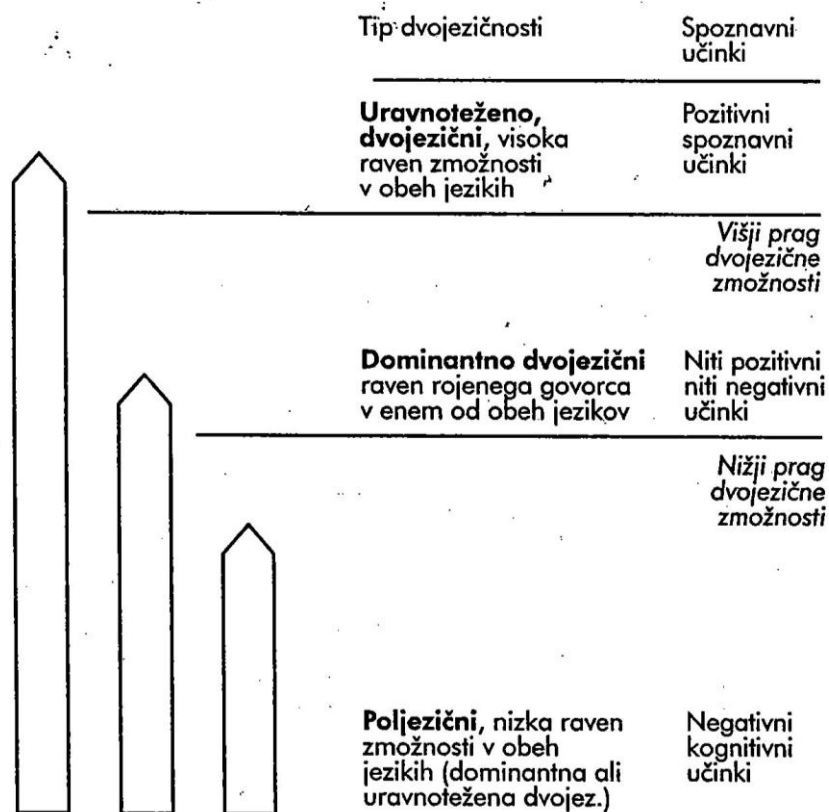 Tip dvojezičnosti
Spoznavni
učinki
Uravnoteženo,
dvojezični, visoka
raven zmožnosti
v obeh jezikih
Pozitivni
spoznavni
učinki
Višji prag
dvojezične
zmožnosti
Dominantno dvojezični
raven rojenega govorca
v enem od obeh jezikov
Niti pozitivni
niti negativni
učinki
Nižji prag
dvojezične
zmožnosti
Poljezični, nizka raven
zmožnosti v obeh
jezikih (dominantna ali
uravnotežena dvojez.)
Negativni
kognitivni
učinki